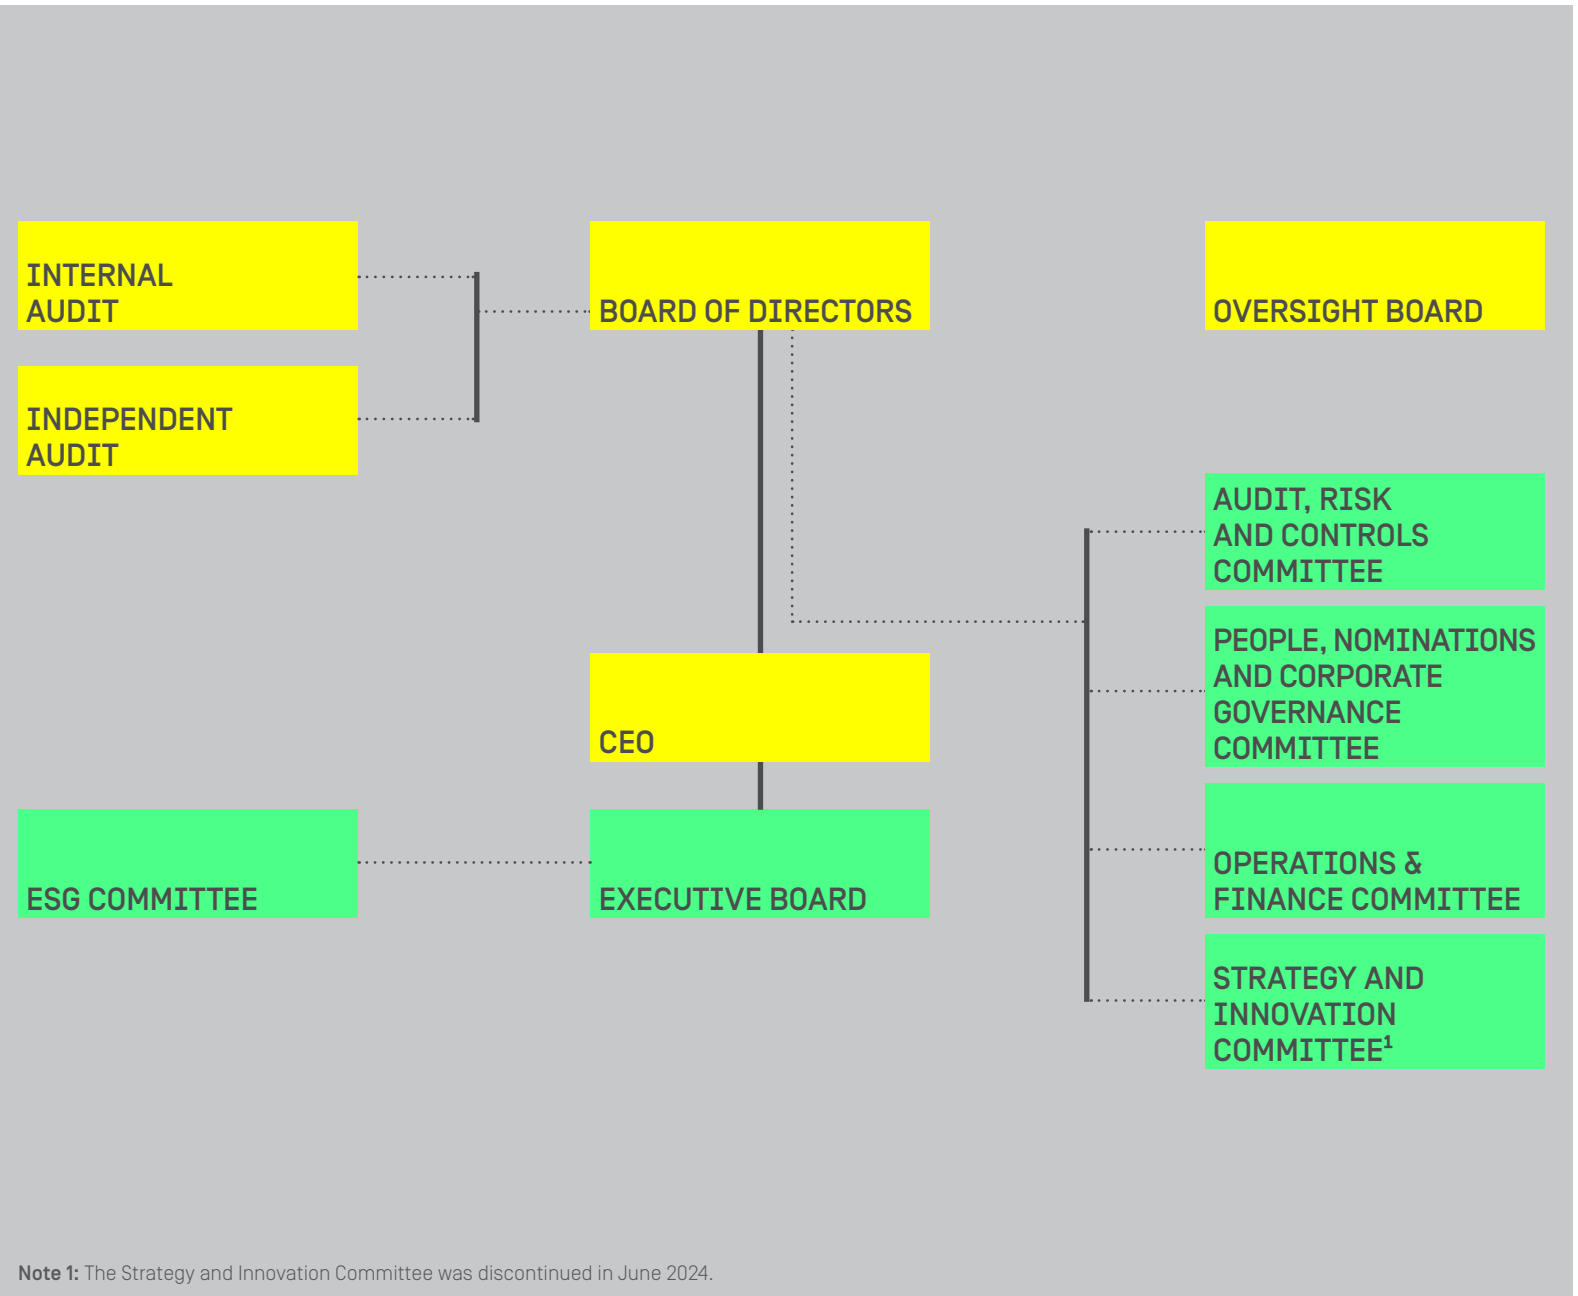 INTERNAL
AUDIT
BOARD OF DIRECTORS
OVERSIGHT BOARD
INDEPENDENT
AUDIT
AUDIT, RISK
AND CONTROLS
COMMITTEE
PEOPLE, NOMINATIONS
AND CORPORATE
GOVERNANCE
COMMITTEE
CEO
ESG COMMITTEE
EXECUTIVE BOARD
OPERATIONS &
FINANCE COMMITTEE
STRATEGY AND
INNOVATION
COMMITTEE¹
Note 1: The Strategy and Innovation Committee was discontinued in June 2024.